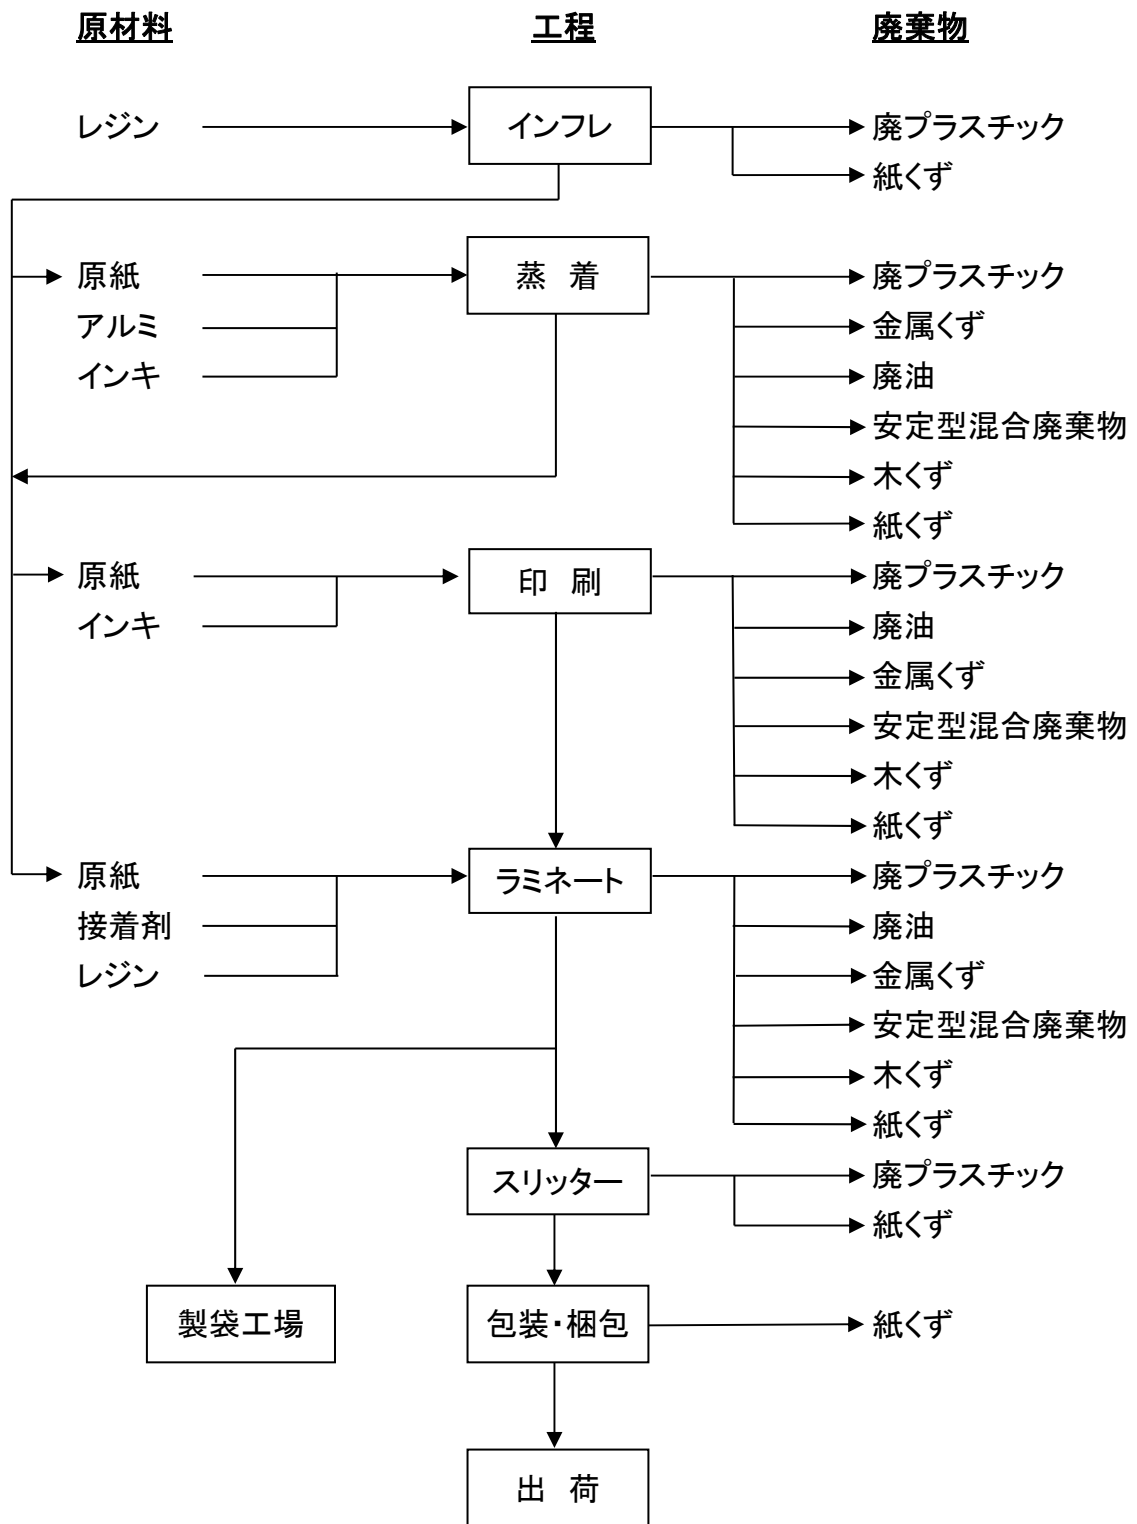 原材料 工程 廃棄物
レジン インフレ 廃プラスチック
紙くず
原紙 蒸 着 廃プラスチック
アルミ 金属くず
インキ 廃油
安定型混合廃棄物
木くず
紙くず
原紙 印 刷 廃プラスチック
インキ 廃油
金属くず
安定型混合廃棄物
木くず
紙くず
原紙 ラミネート 廃プラスチック
接着剤 廃油
レジン 金属くず
安定型混合廃棄物
木くず
紙くず
スリッター 廃プラスチック
紙くず
製袋工場 包装・梱包 紙くず
出 荷